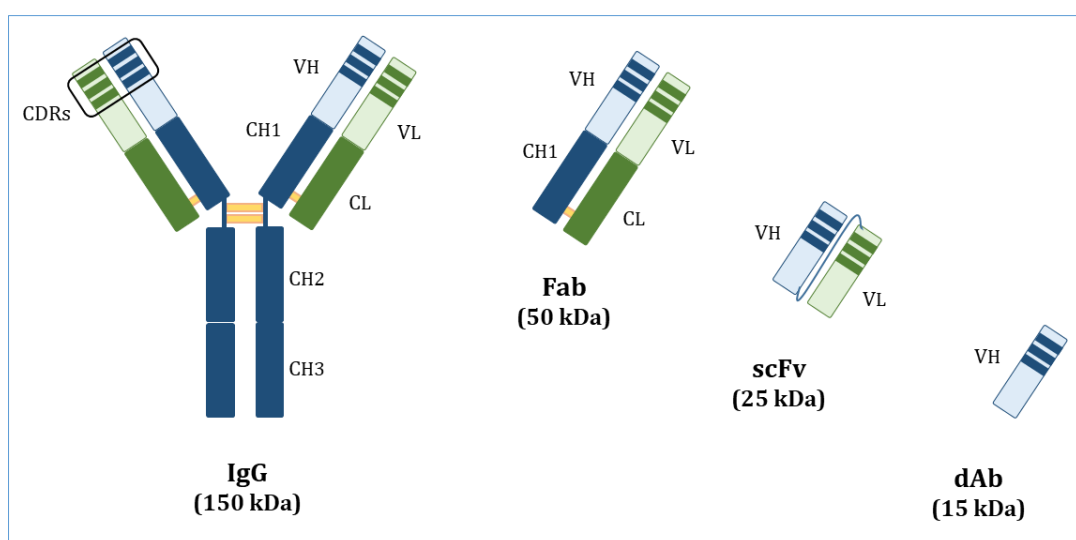 CDRs
VH
CH1
VL
CL
CH2
CH3
IgG
(150 kDa)
VH
CH1
VL
CL
Fab
(50 kDa)
VH
VL
scFv
(25 kDa)
VH
dAb
(15 kDa)